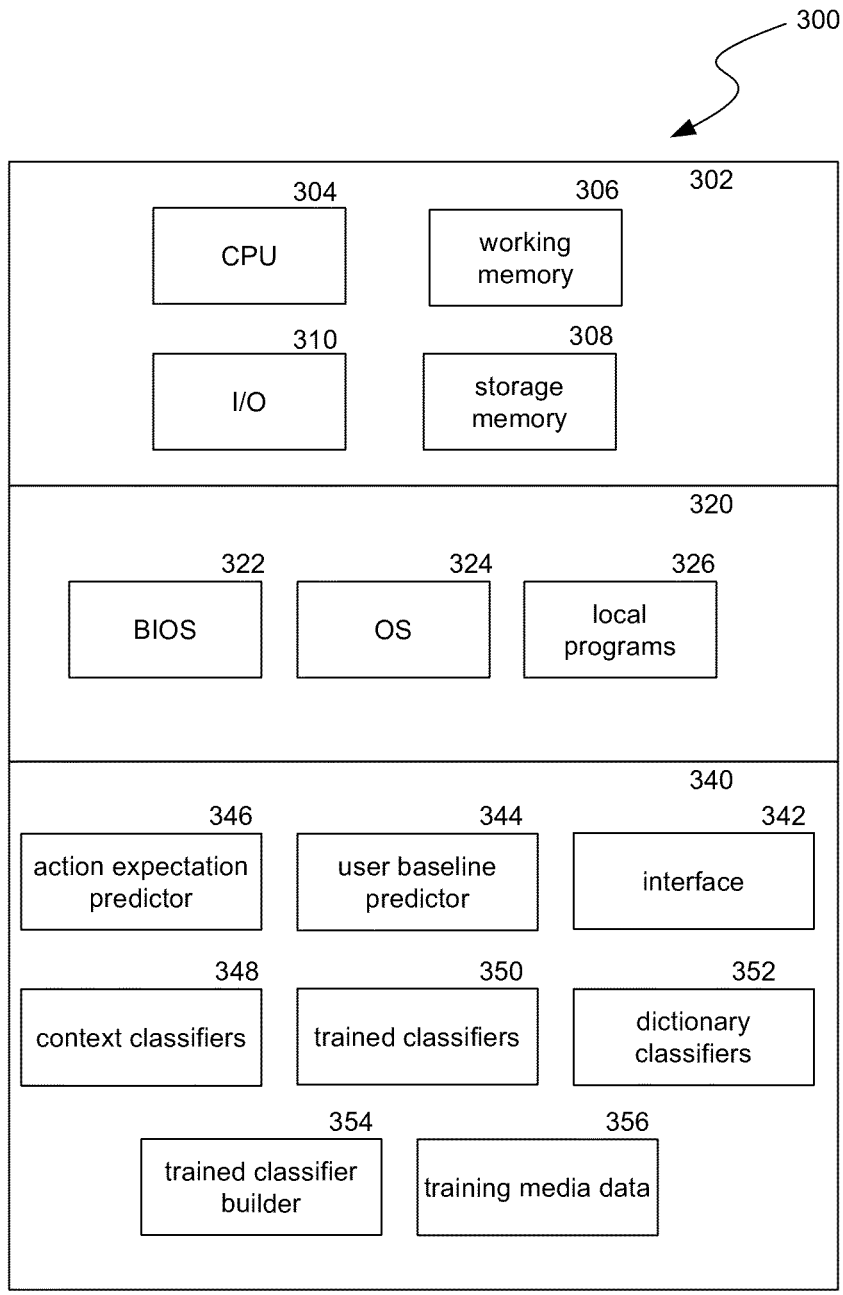 300
302
304
CPU
306
working
memory
310
I/O
308
storage
memory
320
322
BIOS
324
OS
326
local
programs
340
346
action expectation
predictor
344
user baseline
predictor
342
interface
348
context classifiers
350
trained classifiers
352
dictionary
classifiers
354
trained classifier
builder
356
training media data